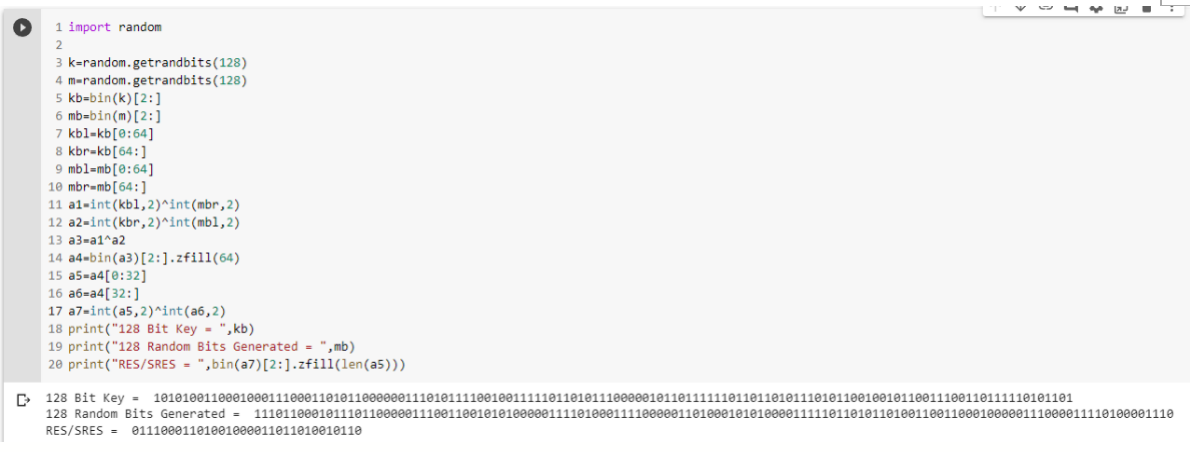 1 import random
2
3 k=random.getrandbits(128)
4 m=random.getrandbits(128)
5 kb=bin(k)[2:]
6 mb=bin(m)[2:]
7 kbl=kb[0:64]
8 kbr=kb[64:]
9 mbl=mb[0:64]
10 mbr=mb[64:]
11 a1=int(kbl,2)^int(mbr,2)
12 a2=int(kbr,2)^int(mbl,2)
13 a3=a1^a2
14 a4=bin(a3)[2:].zfill(64)
15 a5=a4[0:32]
16 a6=a4[32:]
17 a7=int(a5,2)^int(a6,2)
18 print("128 Bit Key = ",kb)
19 print("128 Random Bits Generated = ",mb)
20 print("RES/SRES = ",bin(a7)[2:].zfill(len(a5)))
128 Bit Key =
128 Random Bits Generated =
RES/SRES = 01110001101001000011011010010110